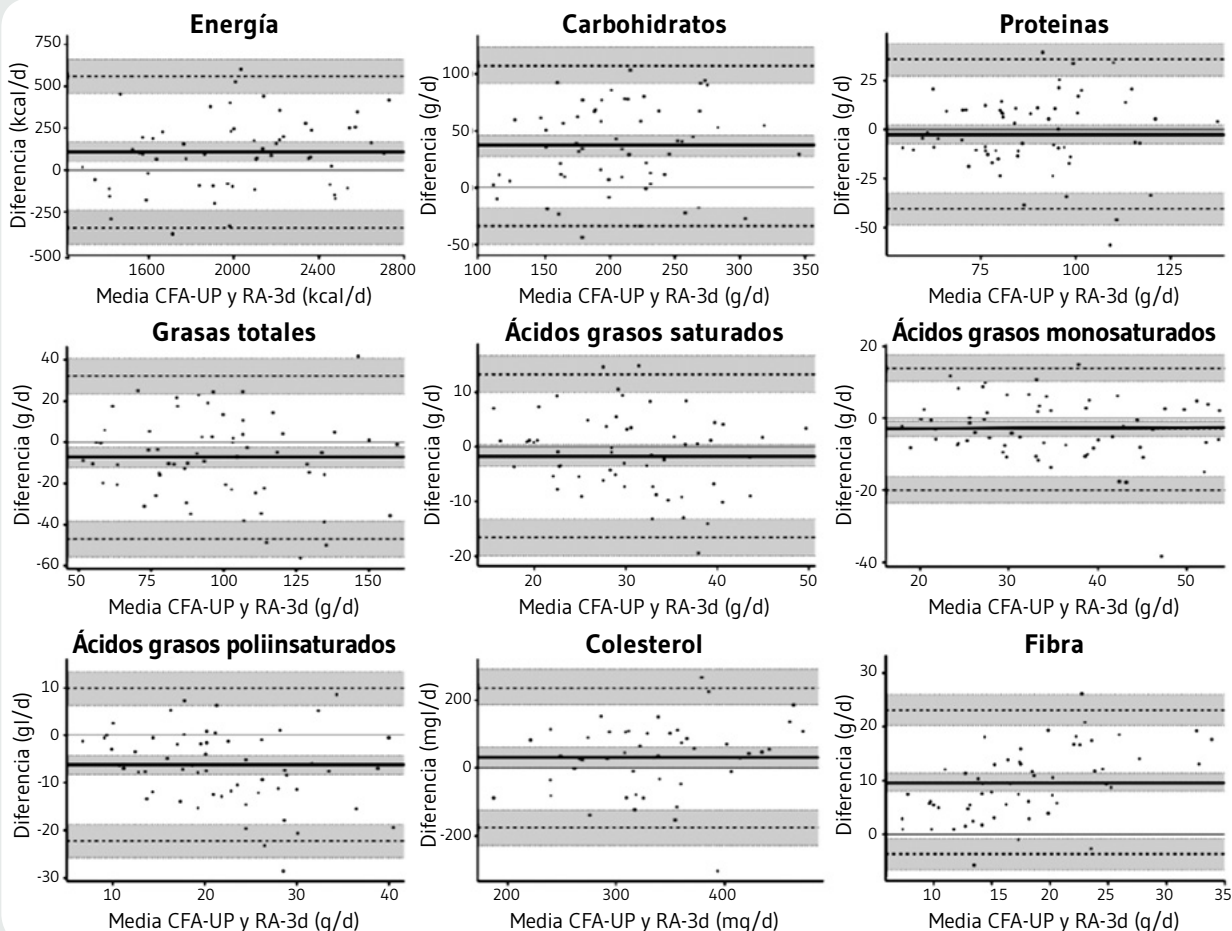 Energía
Diferencia (kcal/d)
750
500
250
0
-250
-500
1600
2000
2400
2800
Media CFA-UP y RA-3d (kcal/d)
Carbohidratos
Diferencia (g/d)
100
50
0
-50
100
150
200
250
300
350
Media CFA-UP y RA-3d (g/d)
Proteinas
Diferencia (g/d)
25
0
-25
-50
75
100
125
Media CFA-UP y RA-3d (g/d)
Grasas totales
Diferencia (g/d)
40
20
0
-20
-40
-60
50
75
100
125
150
Media CFA-UP y RA-3d (g/d)
Ácidos grasos saturados
Diferencia (g/d)
10
0
-10
-20
20
30
40
50
Media CFA-UP y RA-3d (g/d)
Ácidos grasos monosaturados
Diferencia (g/d)
20
0
-20
-40
20
30
40
50
Media CFA-UP y RA-3d (g/d)
Ácidos grasos poliinsaturados
Diferencia (gl/d)
10
0
-10
-20
-30
10
20
30
40
Media CFA-UP y RA-3d (g/d)
Colesterol
Diferencia (mgl/d)
200
0
-200
200
300
400
Media CFA-UP y RA-3d (mg/d)
Fibra
Diferencia (g/d)
30
20
10
0
10
15
20
25
30
35
Media CFA-UP y RA-3d (g/d)